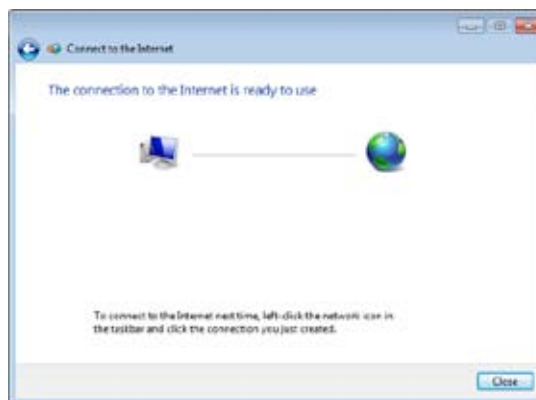 Connect to the Internet
The connection to the Internet is ready to use
To connect to the Internet next time, left-click the network icon in
the taskbar and click the connection you just created.
Close